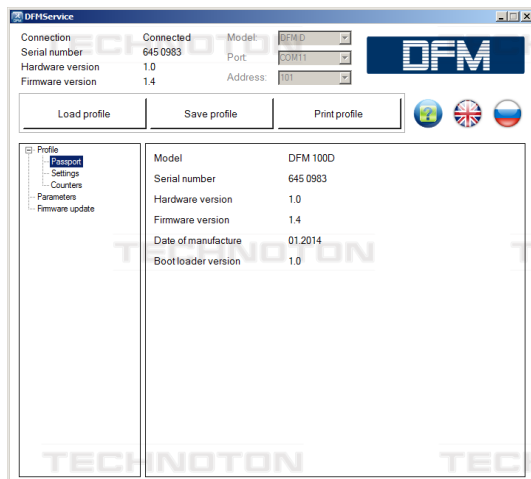 DFMService
Connection Connected Model: DFM D
Serial number 645 0983 Port: COM11
Hardware version 1.0 Address: 101
Firmware version 1.4
DFM
Load profile Save profile Print profile
Profile
Passport
Settings
Counters
Parameters
Firmware update
Model DFM 100D
Serial number 645 0983
Hardware version 1.0
Firmware version 1.4
Date of manufacture 01.2014
Bootloader version 1.0
TECHNOTON
TECHNOTON
TECHNOTON
TECH